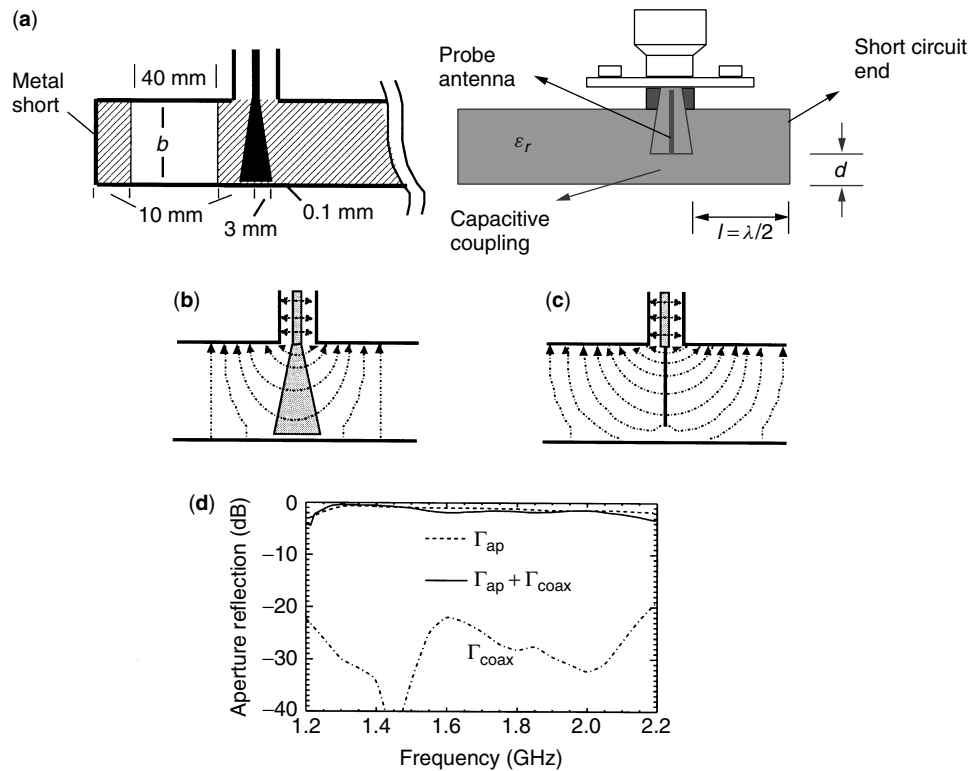 (a)
40 mm
Metal
short
b
10 mm
3 mm
0.1 mm
Probe
antenna
Short circuit
end
εr
d
Capacitive
coupling
l = λ/2
(b)
(c)
(d)
Aperture reflection (dB)
0
−10
−20
−30
−40
Γap
Γap + Γcoax
Γcoax
1.2 1.4 1.6 1.8 2.0 2.2
Frequency (GHz)